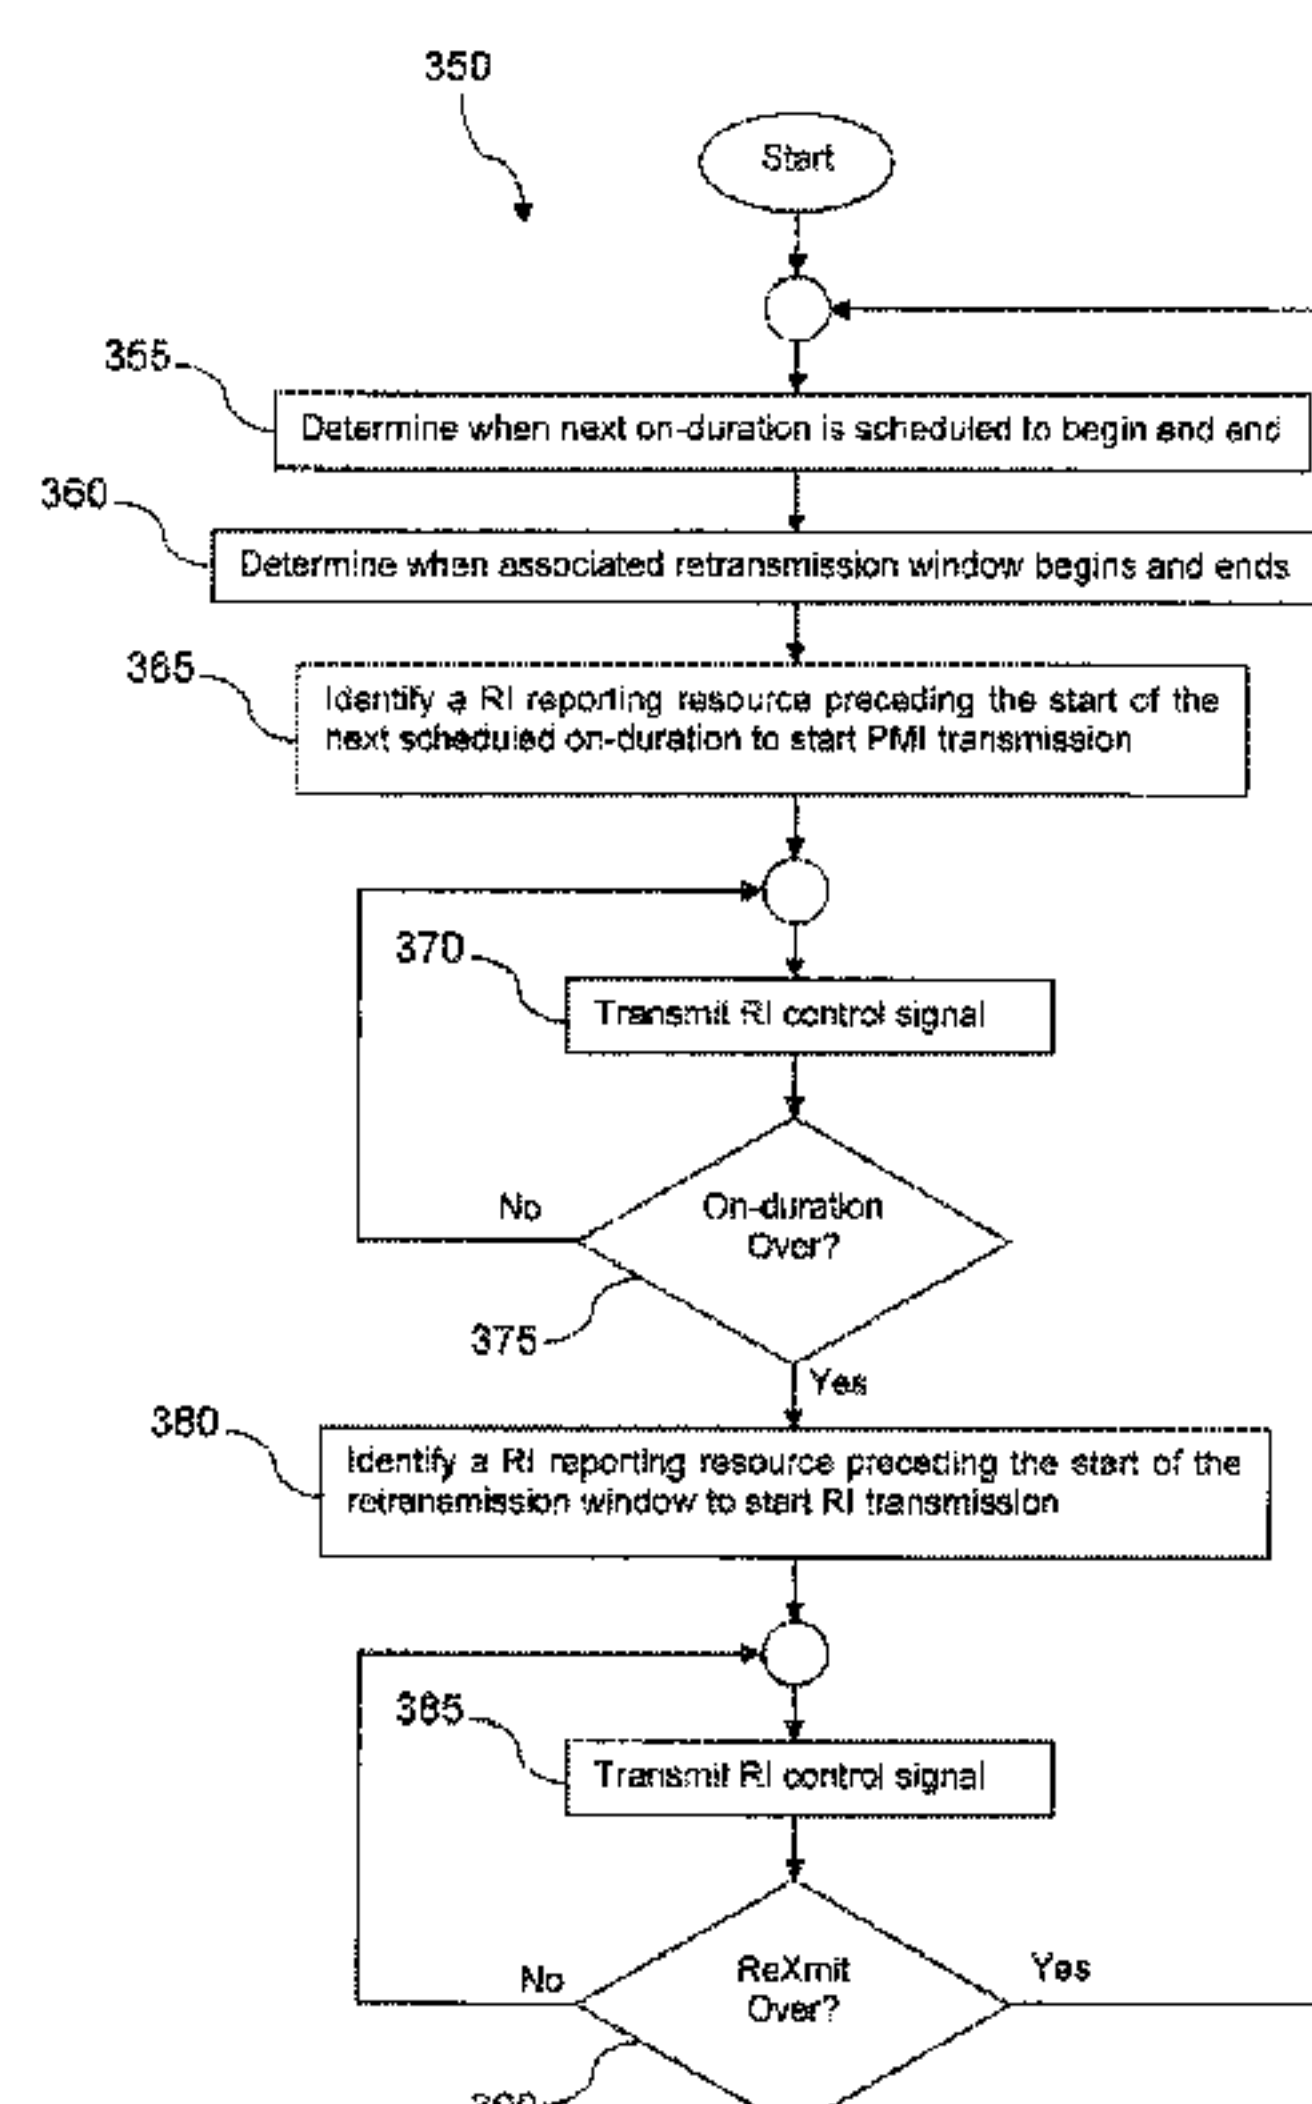 350
Start
355
Determine when next on-duration is scheduled to begin and end
360
Determine when associated retransmission window begins and ends
365
Identify a RI reporting resource preceding the start of the
next scheduled on-duration to start PMI transmission
370
Transmit RI control signal
No
On-duration
Over?
375
Yes
380
Identify a RI reporting resource preceding the start of the
retransmission window to start RI transmission
385
Transmit RI control signal
No
ReXmit
Over?
Yes